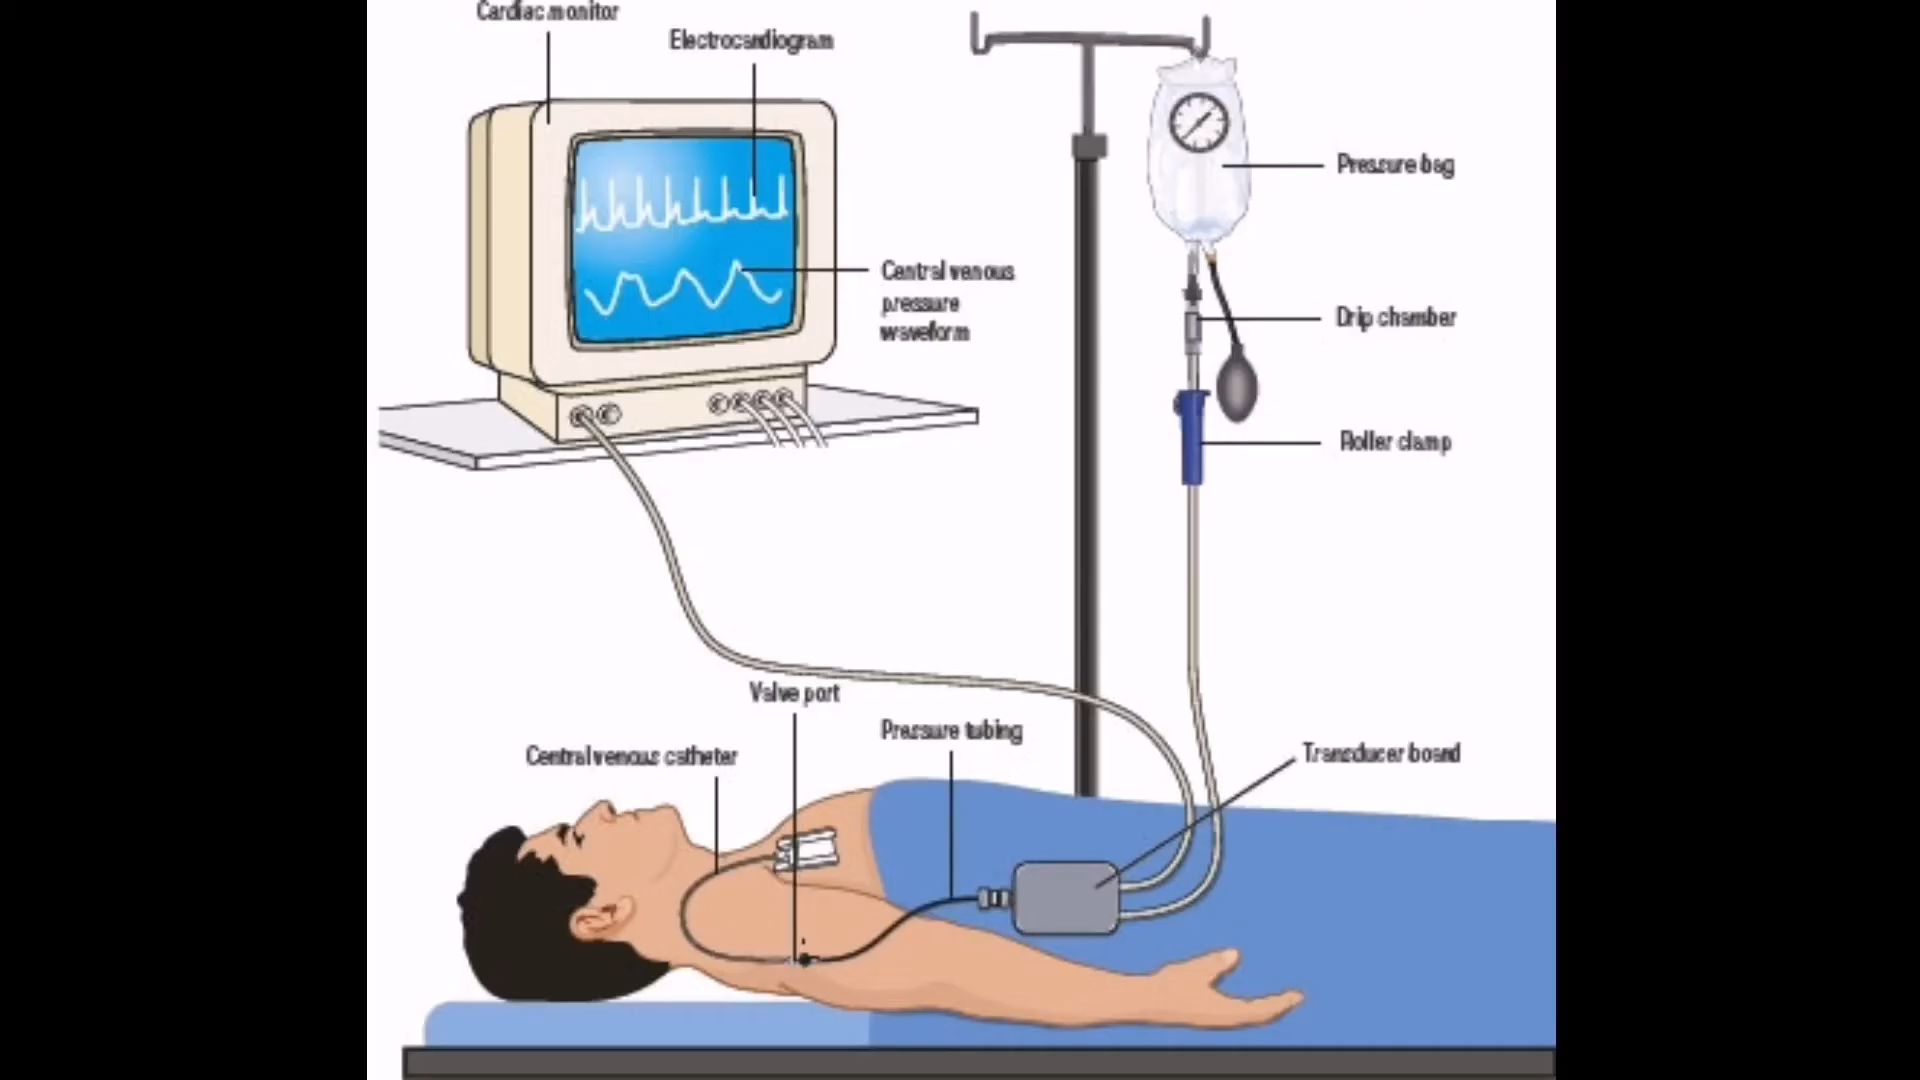 Cardiac monitor
Electrocardiogram
Pressure bag
Central venous
pressure
waveform
Drip chamber
Roller clamp
Valve port
Pressure tubing
Central venous catheter
Transducer board